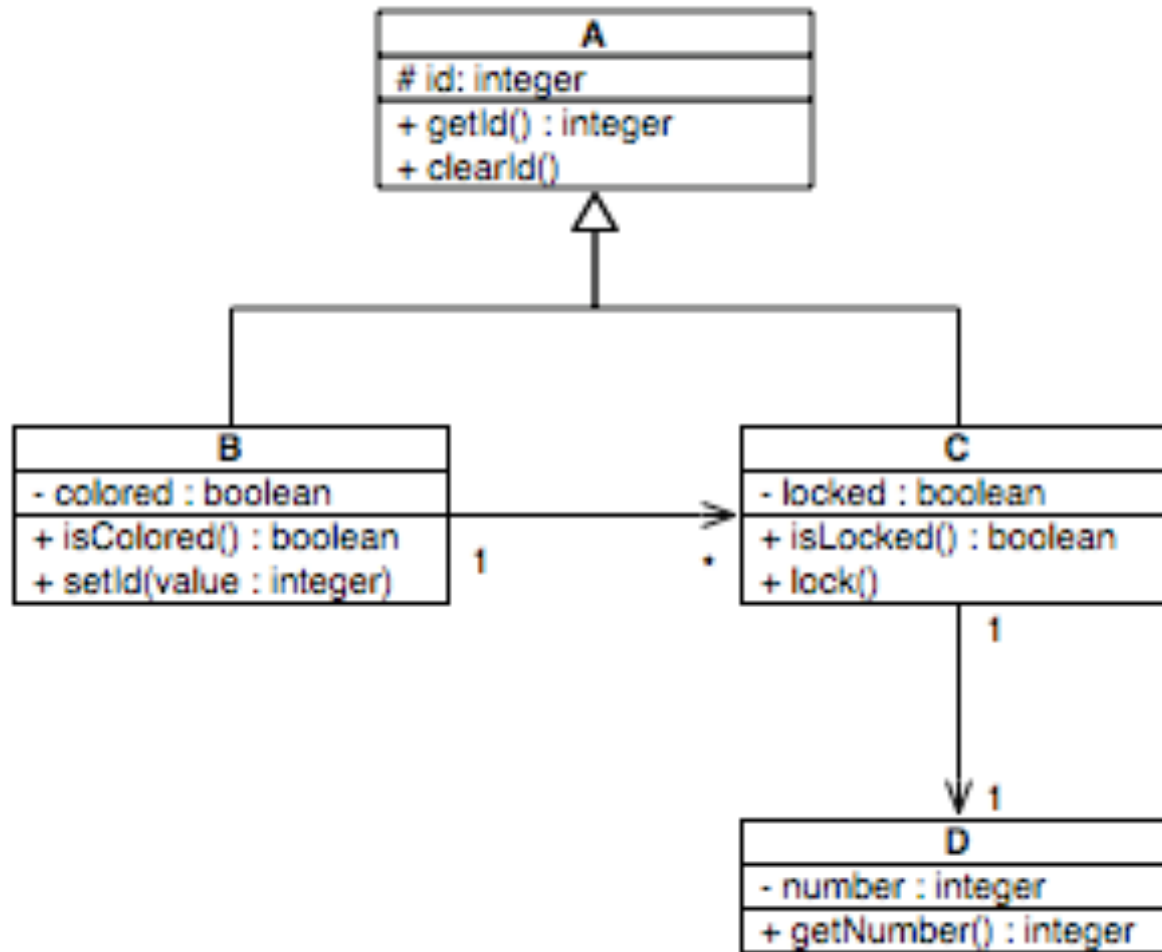 A
# id: integer
+ getId() : integer
+ clearId()
B
- colored : boolean
+ isColored() : boolean
+ setId(value : integer)
1
*
C
- locked : boolean
+ isLocked() : boolean
+ lock()
1
1
D
- number : integer
+ getNumber() : integer